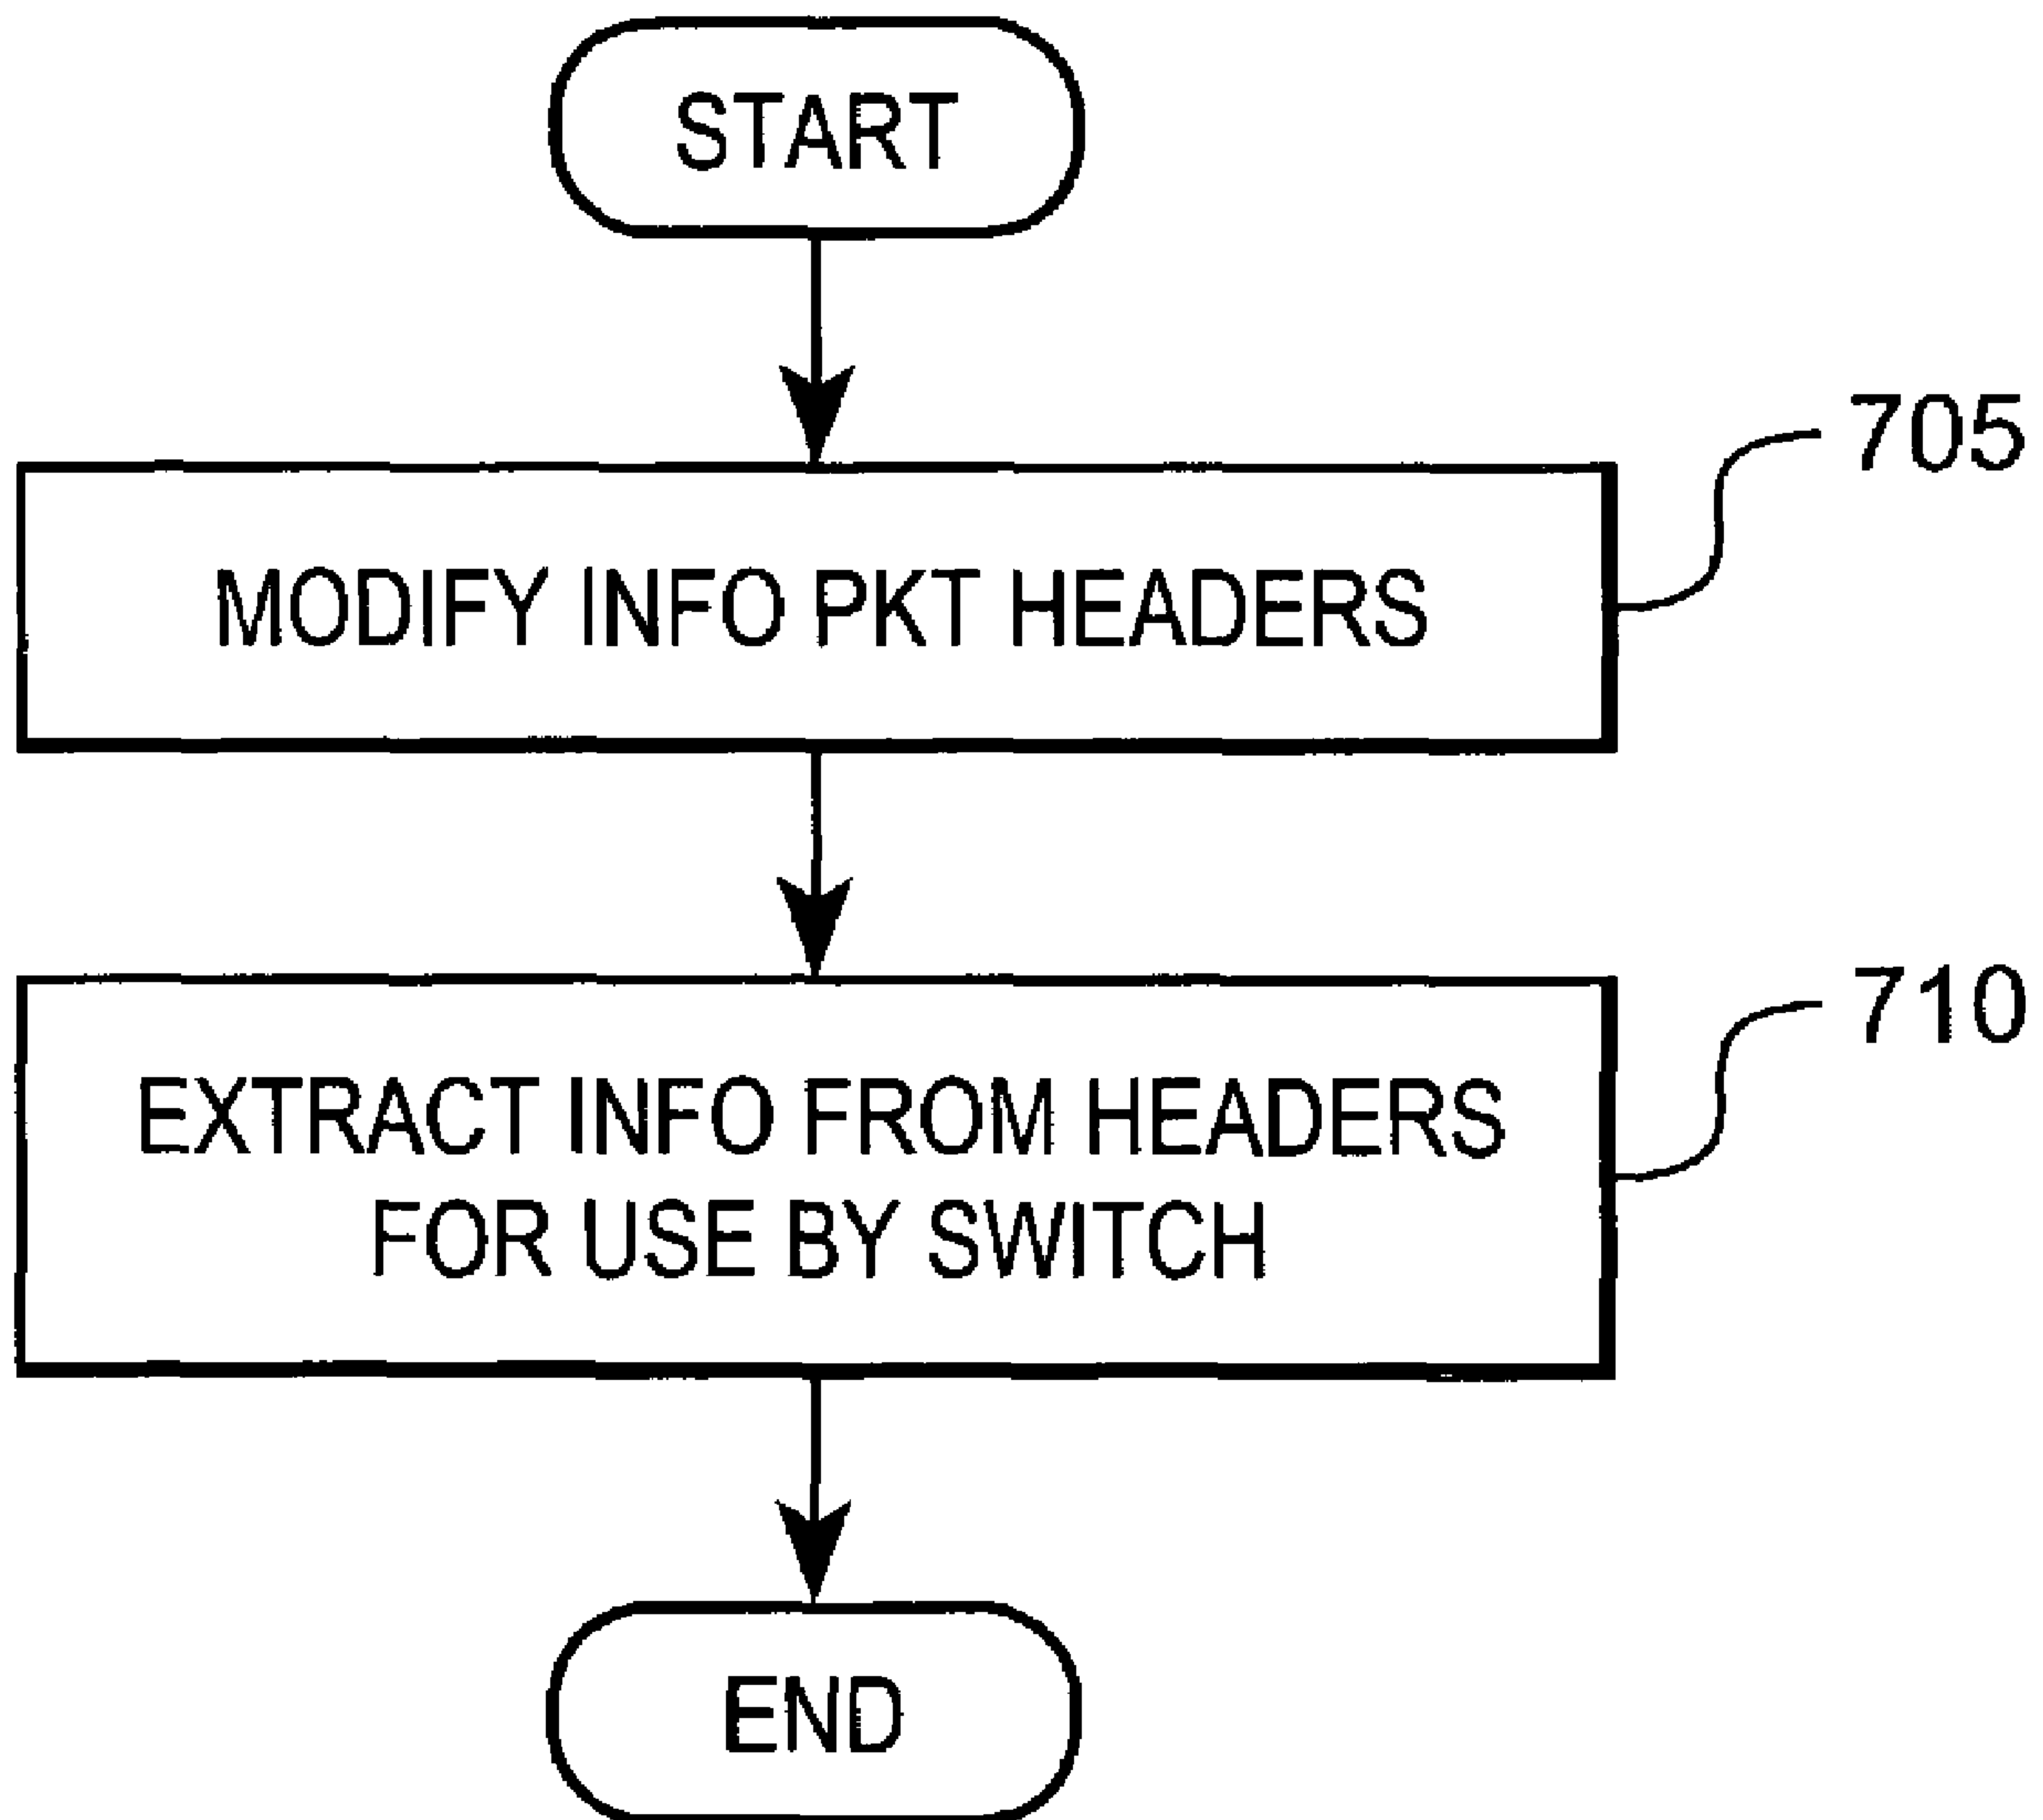 START
705
MODIFY INFO PKT HEADERS
710
EXTRACT INFO FROM HEADERS
FOR USE BY SWITCH
END